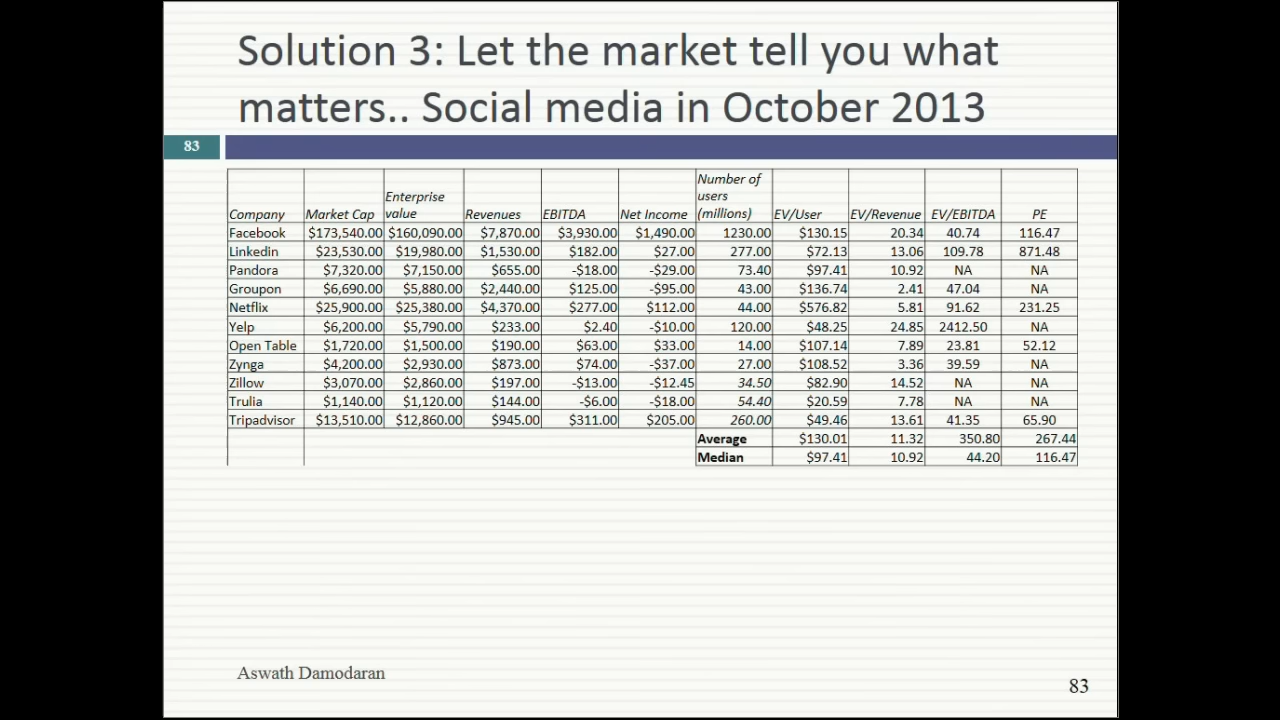 Solution 3: Let the market tell you what
matters.. Social media in October 2013
83
Company Market Cap Enterprise value Revenues EBITDA Net Income Number of users (millions) EV/User EV/Revenue EV/EBITDA PE
Facebook $173,540.00 $160,090.00 $7,870.00 $3,930.00 $1,490.00 1230.00 $130.15 20.34 40.74 116.47
Linkedin $23,530.00 $19,980.00 $1,530.00 $182.00 $27.00 277.00 $72.13 13.06 109.78 871.48
Pandora $7,320.00 $7,150.00 $655.00 -$18.00 -$29.00 73.40 $97.41 10.92 NA NA
Groupon $6,690.00 $5,880.00 $2,440.00 $125.00 -$95.00 43.00 $136.74 2.41 47.04 NA
Netflix $25,900.00 $25,380.00 $4,370.00 $277.00 $112.00 44.00 $576.82 5.81 91.62 231.25
Yelp $6,200.00 $5,790.00 $233.00 $2.40 -$10.00 120.00 $48.25 24.85 2412.50 NA
Open Table $1,720.00 $1,500.00 $190.00 $63.00 $33.00 14.00 $107.14 7.89 23.81 52.12
Zynga $4,200.00 $2,930.00 $873.00 $74.00 -$37.00 27.00 $108.52 3.36 39.59 NA
Zillow $3,070.00 $2,860.00 $197.00 -$13.00 -$12.45 34.50 $82.90 14.52 NA NA
Trulia $1,140.00 $1,120.00 $144.00 -$6.00 -$18.00 54.40 $20.59 7.78 NA NA
Tripadvisor $13,510.00 $12,860.00 $945.00 $311.00 $205.00 260.00 $49.46 13.61 41.35 65.90
Average $130.01 11.32 350.80 267.44
Median $97.41 10.92 44.20 116.47
Aswath Damodaran
83